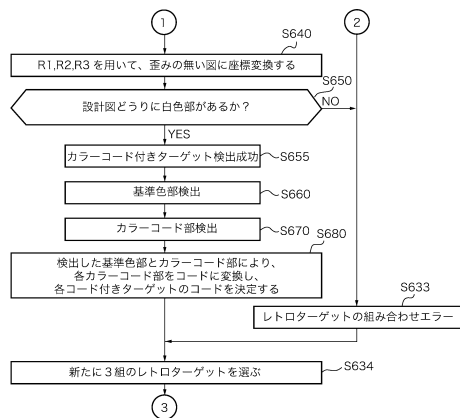 1
2
S640
R1,R2,R3 を用いて、歪みの無い図に座標変換する
S650
設計図どうりに白色部があるか?
NO
YES
カラーコード付きターゲット検出成功
S655
基準色部検出
S660
カラーコード部検出
S670
S680
検出した基準色部とカラーコード部により、
各カラーコード部をコードに変換し、
各コード付きターゲットのコードを決定する
S633
レトロターゲットの組み合わせエラー
新たに3組のレトロターゲットを選ぶ
S634
3